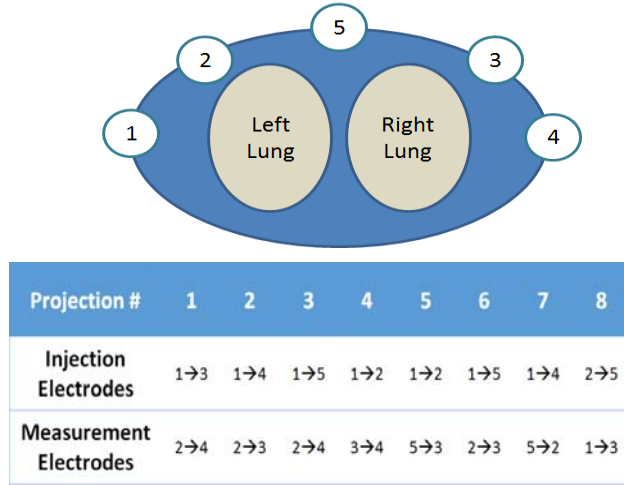 5
2
3
1
Left
Lung
Right
Lung
4
Projection # 1 2 3 4 5 6 7 8
Injection
Electrodes
1→3 1→4 1→5 1→2 1→2 1→5 1→4 2→5
Measurement
Electrodes
2→4 2→3 2→4 3→4 5→3 2→3 5→2 1→3